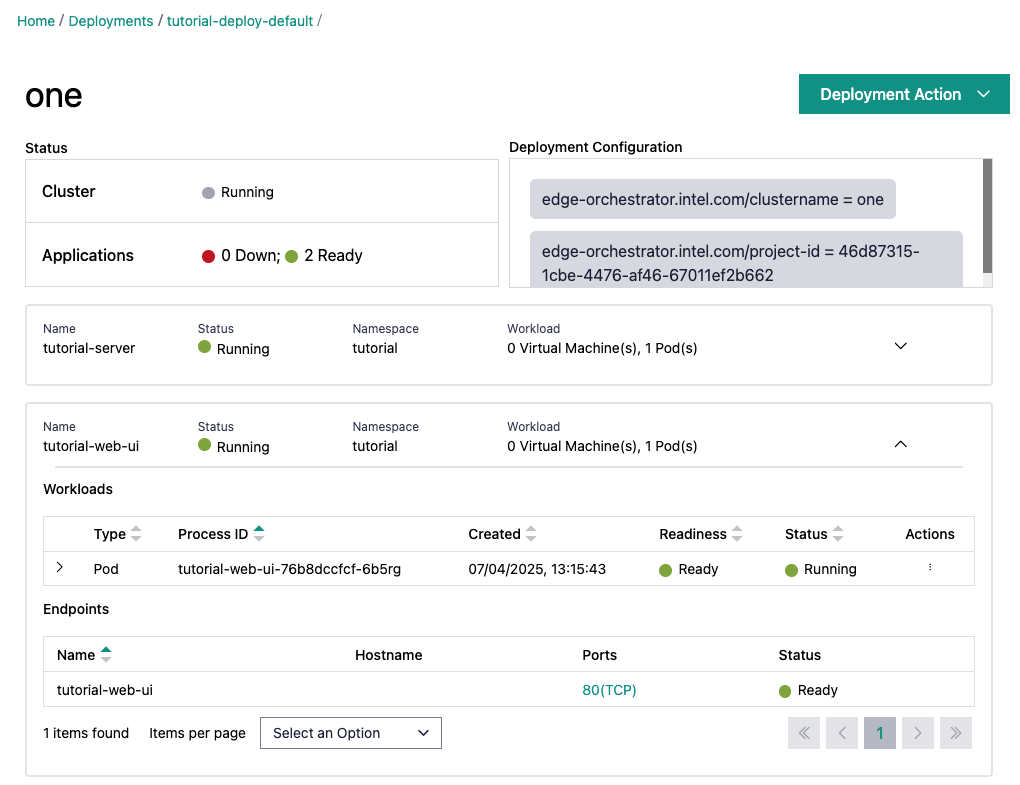 Home / Deployments / tutorial-deploy-default /
one
Deployment Action
Status
Deployment Configuration
Cluster
Running
edge-orchestrator.intel.com/clustername = one
Applications
0 Down; 2 Ready
edge-orchestrator.intel.com/project-id = 46d87315-
1cbe-4476-af46-67011ef2b662
Name Status Namespace Workload
tutorial-server Running tutorial 0 Virtual Machine(s), 1 Pod(s)
Name Status Namespace Workload
tutorial-web-ui Running tutorial 0 Virtual Machine(s), 1 Pod(s)
Workloads
Type Process ID Created Readiness Status Actions
Pod tutorial-web-ui-76b8dccfcf-6b5rg 07/04/2025, 13:15:43 Ready Running
Endpoints
Name Hostname Ports Status
tutorial-web-ui 80(TCP) Ready
1 items found Items per page Select an Option 1